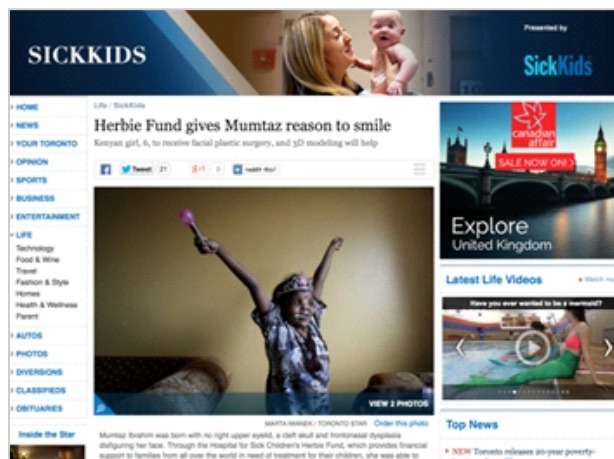 SICKKIDS
Presented by
SickKids
HOME
NEWS
YOUR TORONTO
OPINION
SPORTS
BUSINESS
ENTERTAINMENT
LIFE
Technology
Food & Wine
Travel
Fashion & Style
Homes
Health & Wellness
Parent
AUTOS
PHOTOS
DIVERSIONS
CLASSIFIEDS
OBITUARIES
Inside the Star
Life / SickKids
Herbie Fund gives Mumtaz reason to smile
Kenyan girl, 6, to receive facial plastic surgery, and 3D modeling will help
Tweet 21
+1 0
reddit this!
VIEW 2 PHOTOS
MARTA IWANEK / TORONTO STAR Order this photo
Mumtaz Ibrahim was born with no right upper eyelid, a cleft skull and frontonasal dysplasia
disfiguring her face. Through the Hospital for Sick Children's Herbie Fund, which provides financial
support to families from all over the world in need of treatment for their children, she was able to
canadian
affair
SALE NOW ON!
Explore
United Kingdom
Latest Life Videos
Have you ever wanted to be a mermaid?
Top News
NEW Toronto releases 20-year poverty-